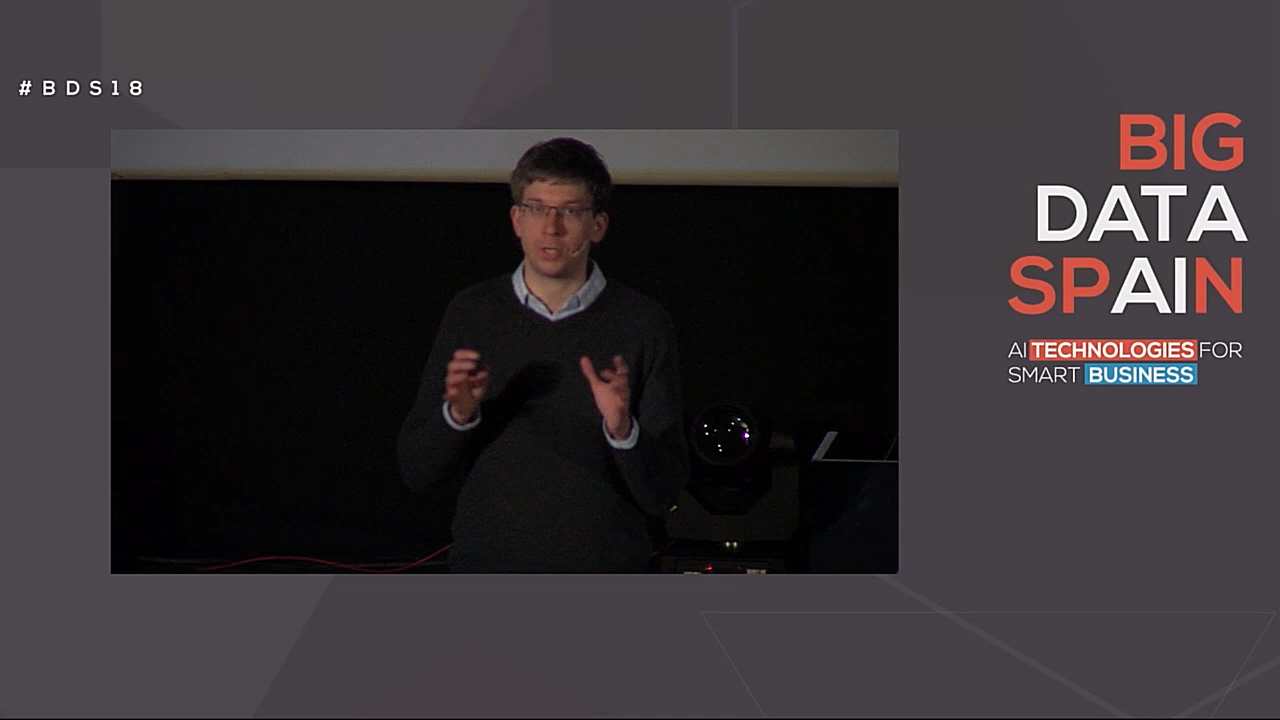 #BDS18
BIG
DATA
SPAIN
AI TECHNOLOGIES FOR
SMART BUSINESS